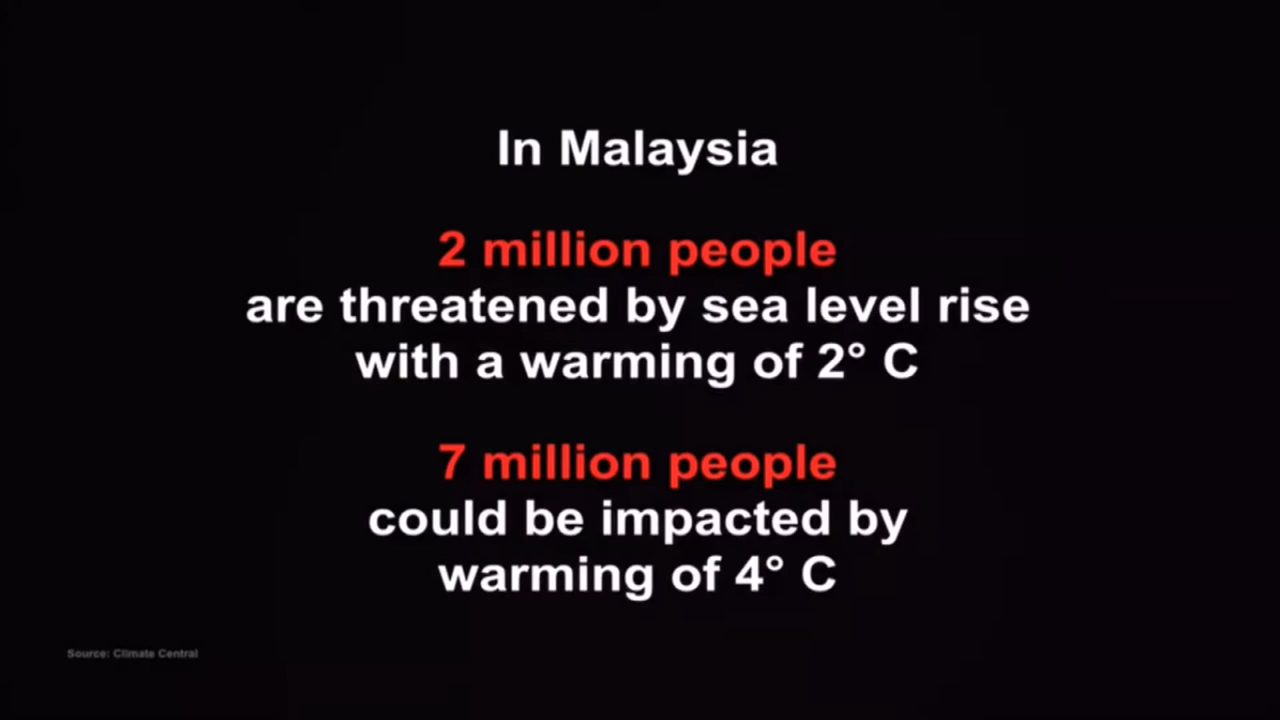 In Malaysia
2 million people
are threatened by sea level rise
with a warming of 2° C
7 million people
could be impacted by
warming of 4° C
Source: Climate Central